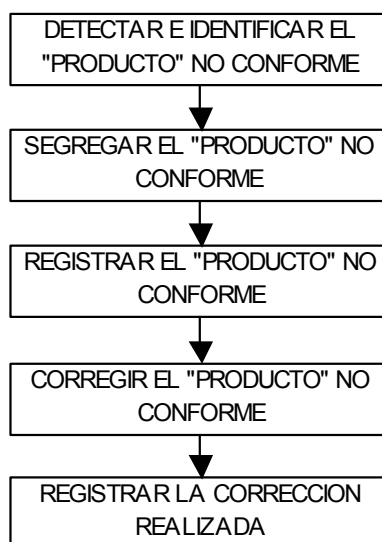 DETECTAR E IDENTIFICAR EL
"PRODUCTO" NO CONFORME
SEGREGAR EL "PRODUCTO" NO
CONFORME
REGISTRAR EL "PRODUCTO" NO
CONFORME
CORREGIR EL "PRODUCTO" NO
CONFORME
REGISTRAR LA CORRECCION
REALIZADA